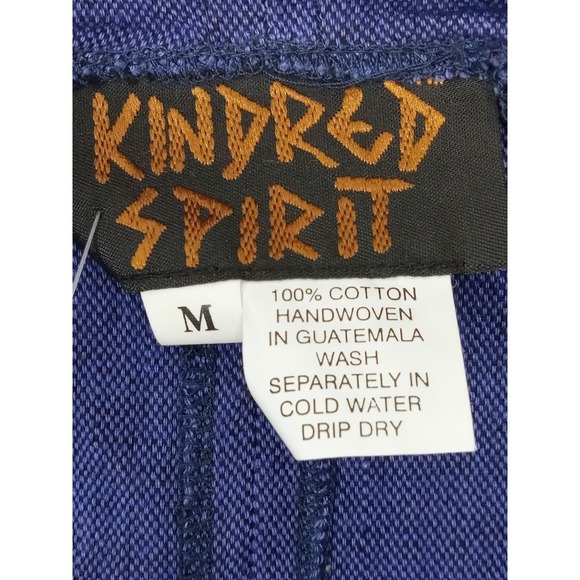 KINDRED
SPIRIT
M
100% COTTON
HANDWOVEN
IN GUATEMALA
WASH
SEPARATELY IN
COLD WATER
DRIP DRY